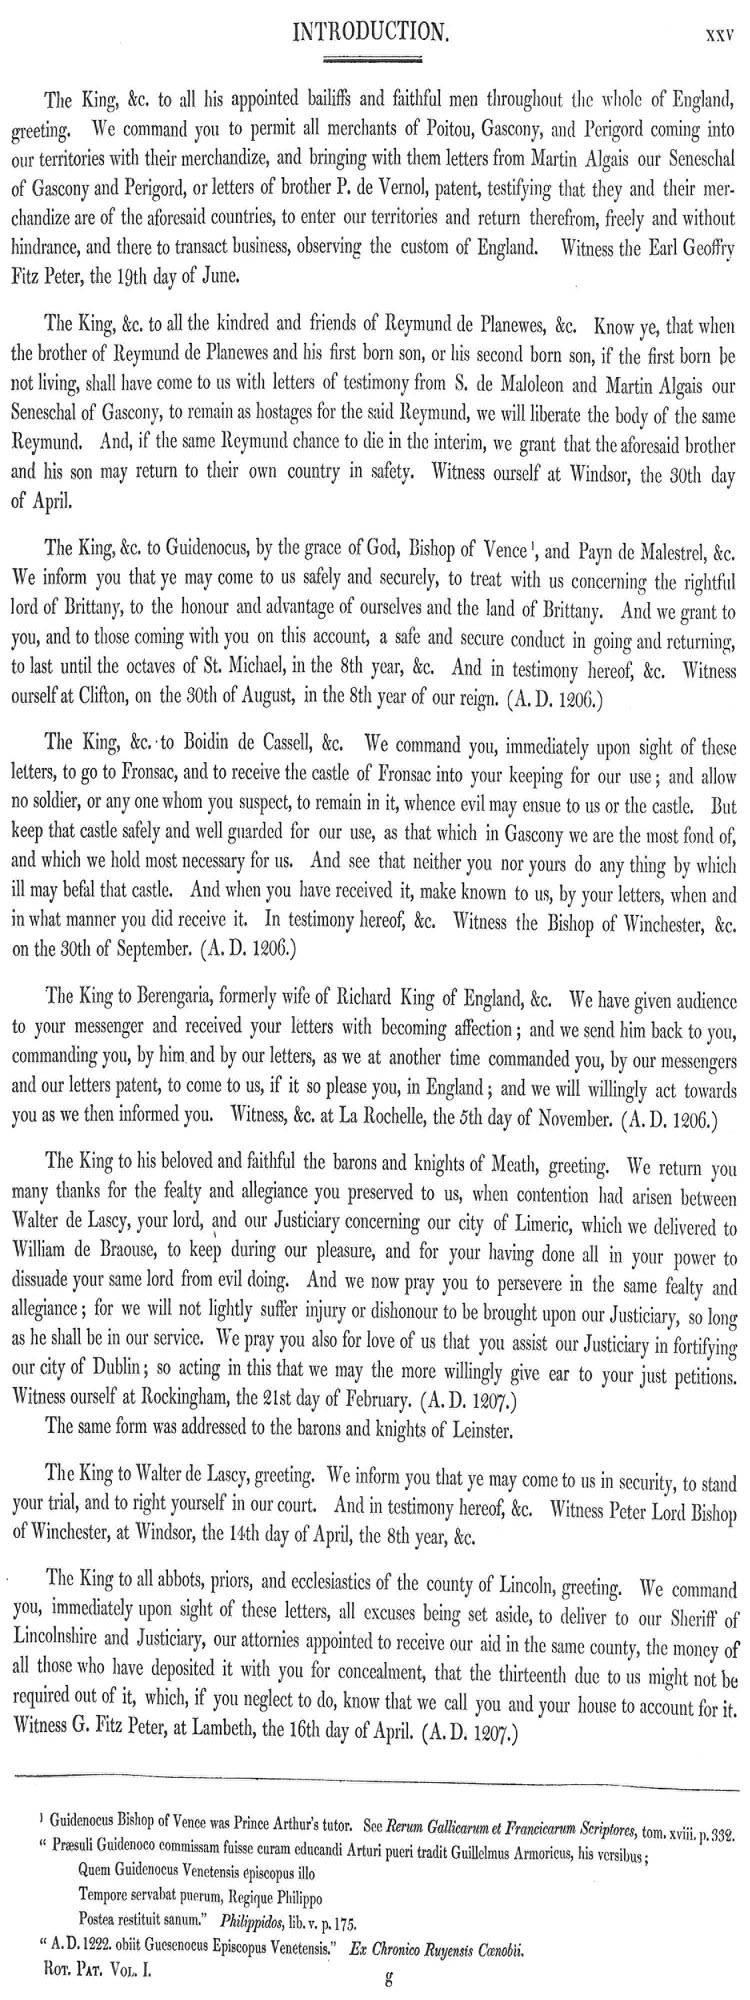 INTRODUCTION. xxv
The King, &c. to all his appointed bailiffs and faithful men throughout the whole of England,
greeting. We command you to permit all merchants of Poitou, Gascony, and Perigord coming into
our territories with their merchandize, and bringing with them letters from Martin Algais our Seneschal
of Gascony and Perigord, or letters of brother P. de Vernol, patent, testifying that they and their mer-
chandize are of the aforesaid countries, to enter our territories and return therefrom, freely and without
hindrance, and there to transact business, observing the custom of England. Witness the Earl Geoffry
Fitz Peter, the 19th day of June.
The King, &c. to all the kindred and friends of Reymund de Planewes, &c. Know ye, that when
the brother of Reymund de Planewes and his first born son, or his second born son, if the first born be
not living, shall have come to us with letters of testimony from S. de Maloleon and Martin Algais our
Seneschal of Gascony, to remain as hostages for the said Reymund, we will liberate the body of the same
Reymund. And, if the same Reymund chance to die in the interim, we grant that the aforesaid brother
and his son may return to their own country in safety. Witness ourself at Windsor, the 30th day
of April.
The King, &c. to Guidenocus, by the grace of God, Bishop of Vence¹, and Payn de Malestrel, &c.
We inform you that ye may come to us safely and securely, to treat with us concerning the rightful
lord of Brittany, to the honour and advantage of ourselves and the land of Brittany. And we grant to
you, and to those coming with you on this account, a safe and secure conduct in going and returning,
to last until the octaves of St. Michael, in the 8th year, &c. And in testimony hereof, &c. Witness
ourself at Clifton, on the 30th of August, in the 8th year of our reign. (A. D. 1206.)
The King, &c. to Boidin de Cassell, &c. We command you, immediately upon sight of these
letters, to go to Fronsac, and to receive the castle of Fronsac into your keeping for our use; and allow
no soldier, or any one whom you suspect, to remain in it, whence evil may ensue to us or the castle. But
keep that castle safely and well guarded for our use, as that which in Gascony we are the most fond of,
and which we hold most necessary for us. And see that neither you nor yours do any thing by which
ill may befal that castle. And when you have received it, make known to us, by your letters, when and
in what manner you did receive it. In testimony hereof, &c. Witness the Bishop of Winchester, &c.
on the 30th of September. (A. D. 1206.)
The King to Berengaria, formerly wife of Richard King of England, &c. We have given audience
to your messenger and received your letters with becoming affection; and we send him back to you,
commanding you, by him and by our letters, as we at another time commanded you, by our messengers
and our letters patent, to come to us, if it so please you, in England; and we will willingly act towards
you as we then informed you. Witness, &c. at La Rochelle, the 5th day of November. (A. D. 1206.)
The King to his beloved and faithful the barons and knights of Meath, greeting. We return you
many thanks for the fealty and allegiance you preserved to us, when contention had arisen between
Walter de Lascy, your lord, and our Justiciary concerning our city of Limeric, which we delivered to
William de Braouse, to keep during our pleasure, and for your having done all in your power to
dissuade your same lord from evil doing. And we now pray you to persevere in the same fealty and
allegiance; for we will not lightly suffer injury or dishonour to be brought upon our Justiciary, so long
as he shall be in our service. We pray you also for love of us that you assist our Justiciary in fortifying
our city of Dublin; so acting in this that we may the more willingly give ear to your just petitions.
Witness ourself at Rockingham, the 21st day of February. (A. D. 1207.)
The same form was addressed to the barons and knights of Leinster.
The King to Walter de Lascy, greeting. We inform you that ye may come to us in security, to stand
your trial, and to right yourself in our court. And in testimony hereof, &c. Witness Peter Lord Bishop
of Winchester, at Windsor, the 14th day of April, the 8th year, &c.
The King to all abbots, priors, and ecclesiastics of the county of Lincoln, greeting. We command
you, immediately upon sight of these letters, all excuses being set aside, to deliver to our Sheriff of
Lincolnshire and Justiciary, our attornies appointed to receive our aid in the same county, the money of
all those who have deposited it with you for concealment, that the thirteenth due to us might not be
required out of it, which, if you neglect to do, know that we call you and your house to account for it.
Witness G. Fitz Peter, at Lambeth, the 16th day of April. (A. D. 1207.)
¹ Guidenocus Bishop of Vence was Prince Arthur's tutor. See Rerum Gallicarum et Francicarum Scriptores, tom. xviii. p. 332.
“ Præsuli Guidenoco commissam fuisse curam educandi Arturi pueri tradit Guillelmus Armoricus, his versibus;
Quem Guidenocus Venetensis episcopus illo
Tempore servabat puerum, Regique Philippo
Postea restituit sanum.” Philippidos, lib. v. p. 175.
“ A. D. 1222. obiit Guesenocus Episcopus Venetensis.” Ex Chronico Ruyensis Cœnobii.
Rot. Pat. Vol. I. g